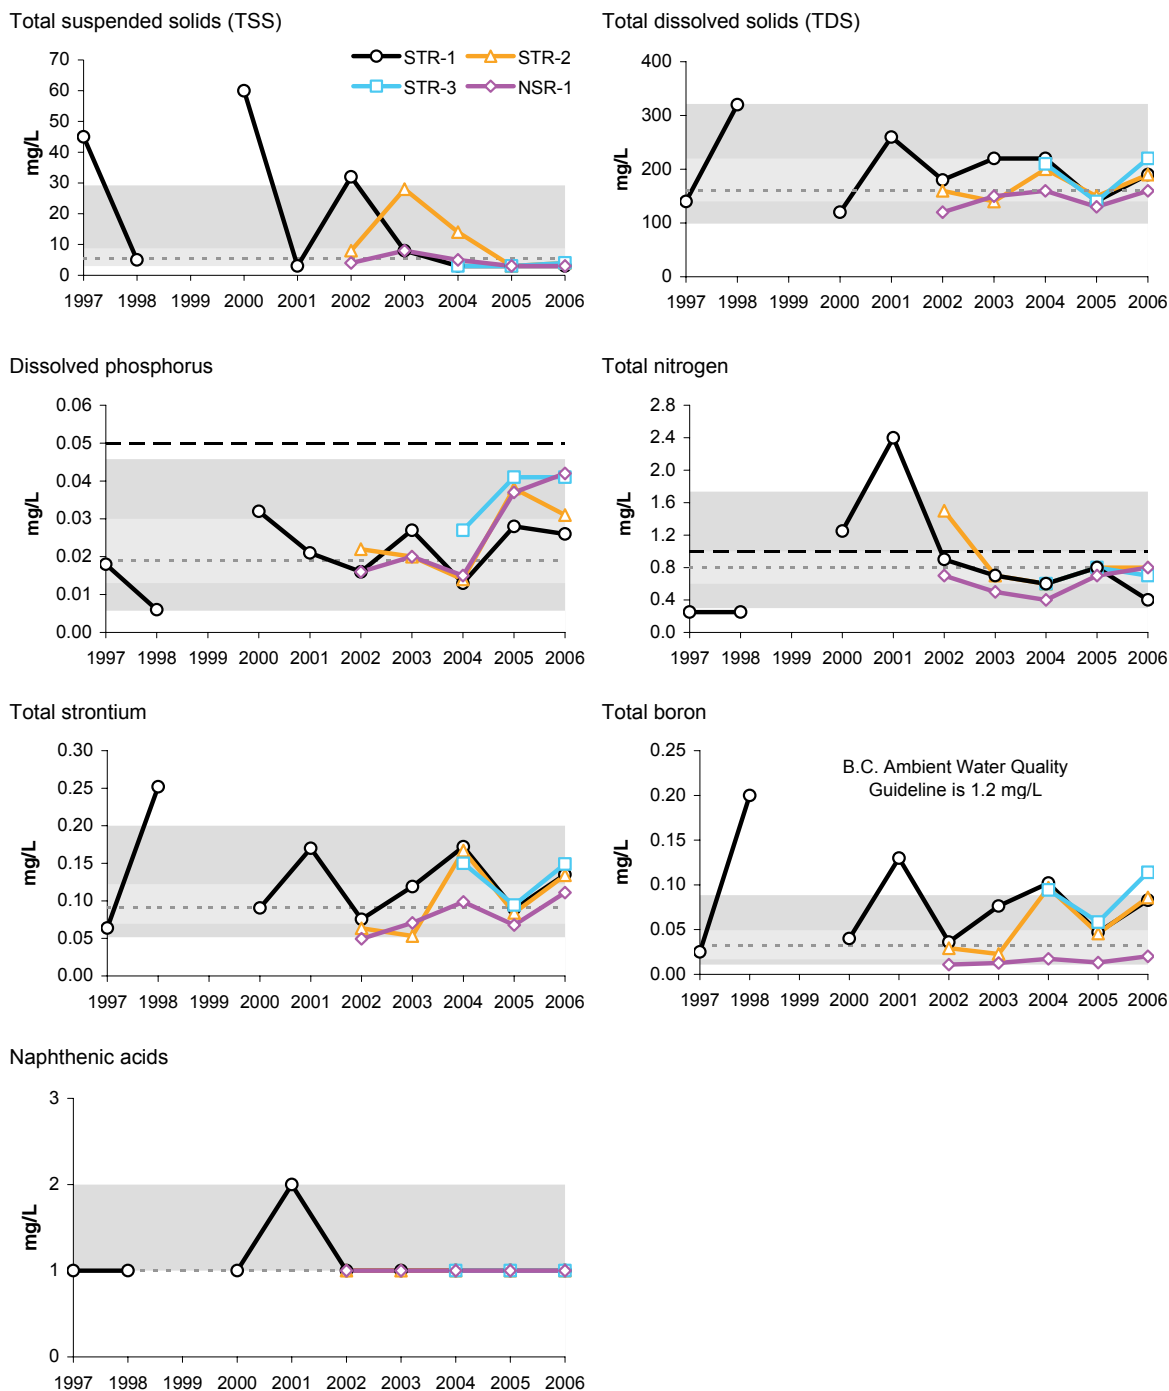 Total suspended solids (TSS)
70
60
50
40
30
20
10
0
mg/L
STR-1 STR-2
STR-3 NSR-1
1997 1998 1999 2000 2001 2002 2003 2004 2005 2006
Total dissolved solids (TDS)
400
300
200
100
0
mg/L
1997 1998 1999 2000 2001 2002 2003 2004 2005 2006
Dissolved phosphorus
0.06
0.05
0.04
0.03
0.02
0.01
0.00
mg/L
1997 1998 1999 2000 2001 2002 2003 2004 2005 2006
Total nitrogen
2.8
2.4
2.0
1.6
1.2
0.8
0.4
0.0
mg/L
1997 1998 1999 2000 2001 2002 2003 2004 2005 2006
Total strontium
0.30
0.25
0.20
0.15
0.10
0.05
0.00
mg/L
1997 1998 1999 2000 2001 2002 2003 2004 2005 2006
Total boron
0.25
0.20
0.15
0.10
0.05
0.00
mg/L
B.C. Ambient Water Quality
Guideline is 1.2 mg/L
1997 1998 1999 2000 2001 2002 2003 2004 2005 2006
Naphthenic acids
3
2
1
0
mg/L
1997 1998 1999 2000 2001 2002 2003 2004 2005 2006